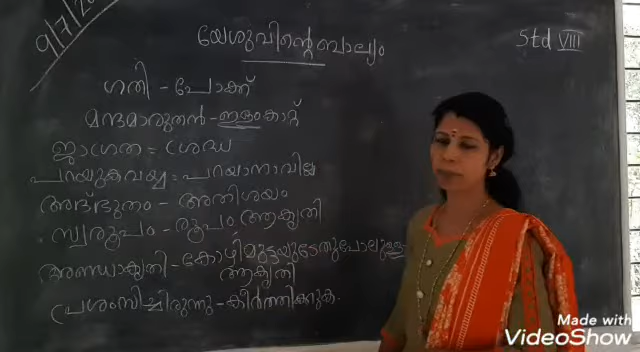 9/7/20
യേശുവിന്റെ ബാല്യം
Std VIII
ഗതി - പോക്ക്
മന്ദമാരുതൻ - ഇളംകാറ്റ്
ജാഗ്രത = ശ്രദ്ധ
പറയുകവയ്യ = പറയാനാവില്ല
അത്ഭുതം - അതിശയം
സ്വരൂപം - രൂപം ആകൃതി
അണ്ഡാകൃതി - കോഴിമുട്ടയുടേതുപോലുള്ള
ആകൃതി
പ്രശംസിച്ചിരുന്നു - കീർത്തിക്കുക.
Made with
VideoShow